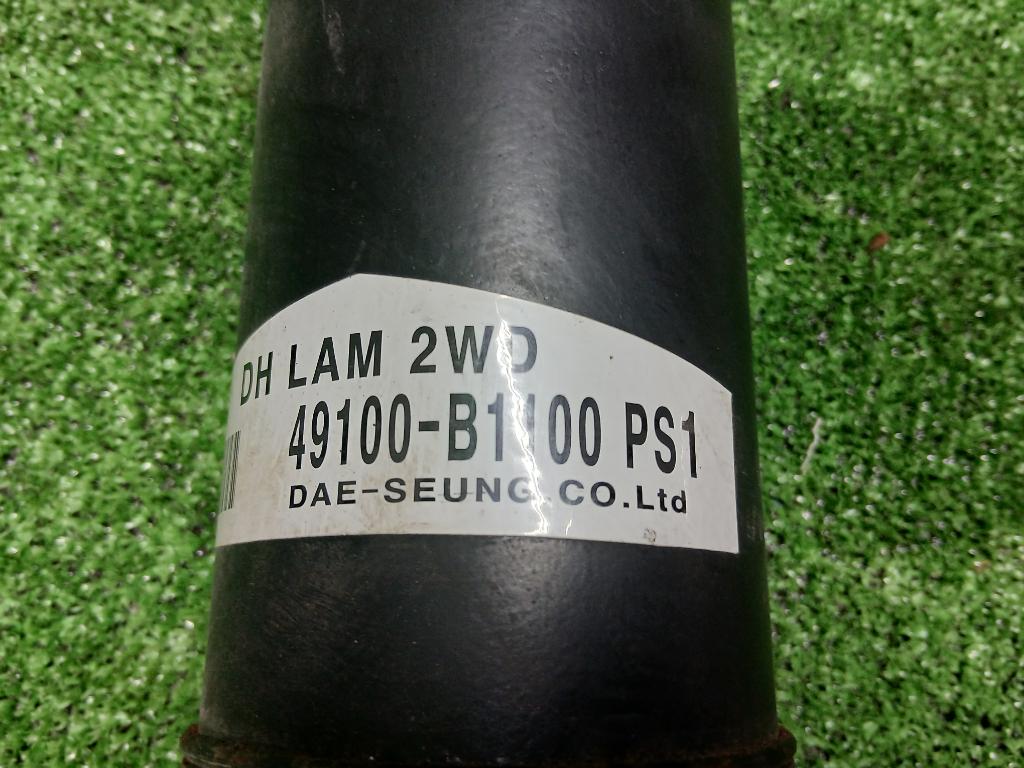 DH LAM 2WD
49100-B1100 PS1
DAE-SEUNG CO.Ltd